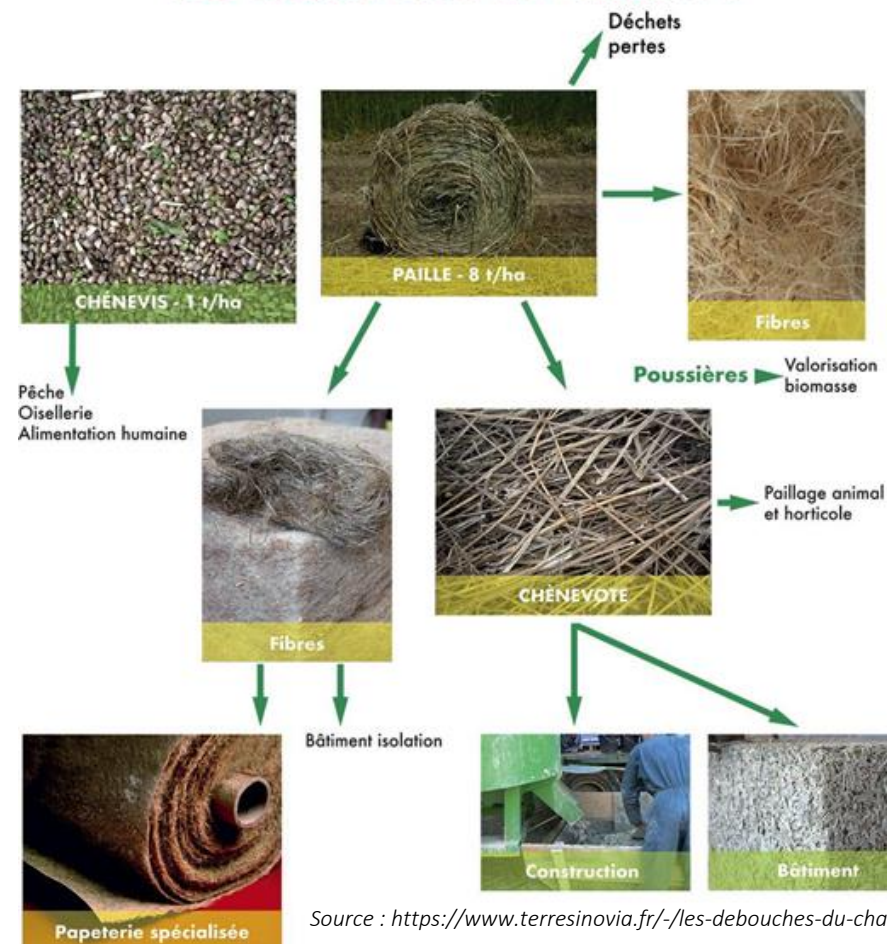 Déchets
pertes
CHÈNEVIS - 1 t/ha
PAILLE - 8 t/ha
Fibres
Pêche
Oisellerie
Alimentation humaine
Poussières
Valorisation
biomasse
Fibres
CHÈNEVOTE
Paillage animal
et horticole
Bâtiment isolation
Papeterie spécialisée
Construction
Bâtiment
Source : https://www.terresinovia.fr/-/les-debouches-du-cha